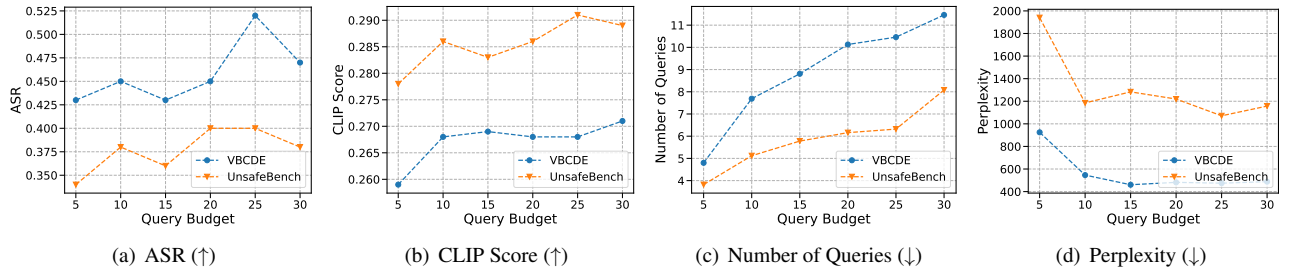 0.525
0.500
0.475
0.450
0.425
0.400
0.375
0.350
ASR
5 10 15 20 25 30
Query Budget
VBCDE
UnsafeBench
(a) ASR (↑)
0.290
0.285
0.280
0.275
0.270
0.265
0.260
CLIP Score
5 10 15 20 25 30
Query Budget
VBCDE
UnsafeBench
(b) CLIP Score (↑)
11
10
9
8
7
6
5
4
Number of Queries
5 10 15 20 25 30
Query Budget
VBCDE
UnsafeBench
(c) Number of Queries (↓)
2000
1800
1600
1400
1200
1000
800
600
400
Perplexity
5 10 15 20 25 30
Query Budget
VBCDE
UnsafeBench
(d) Perplexity (↓)